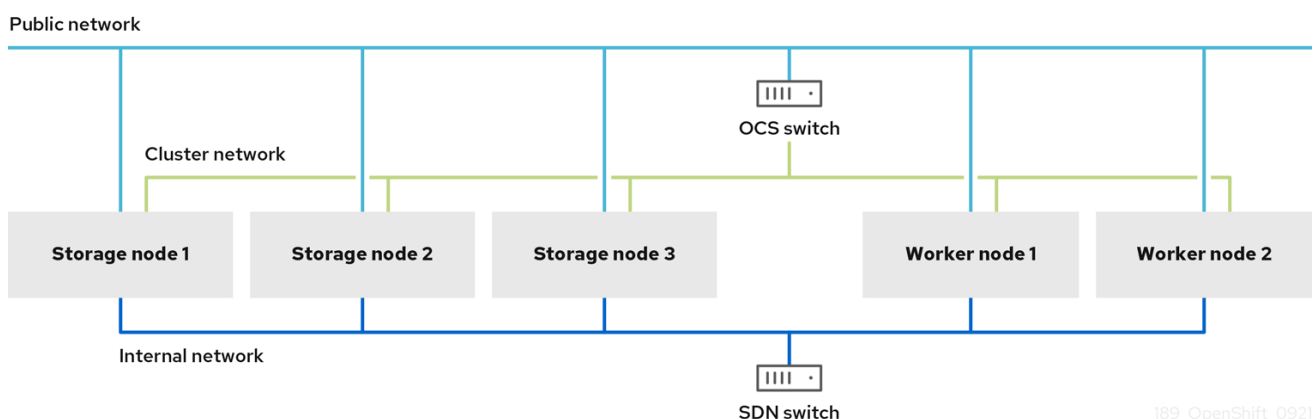 Public network
OCS switch
Cluster network
Storage node 1
Storage node 2
Storage node 3
Worker node 1
Worker node 2
Internal network
SDN switch
189_OpenShift_0921